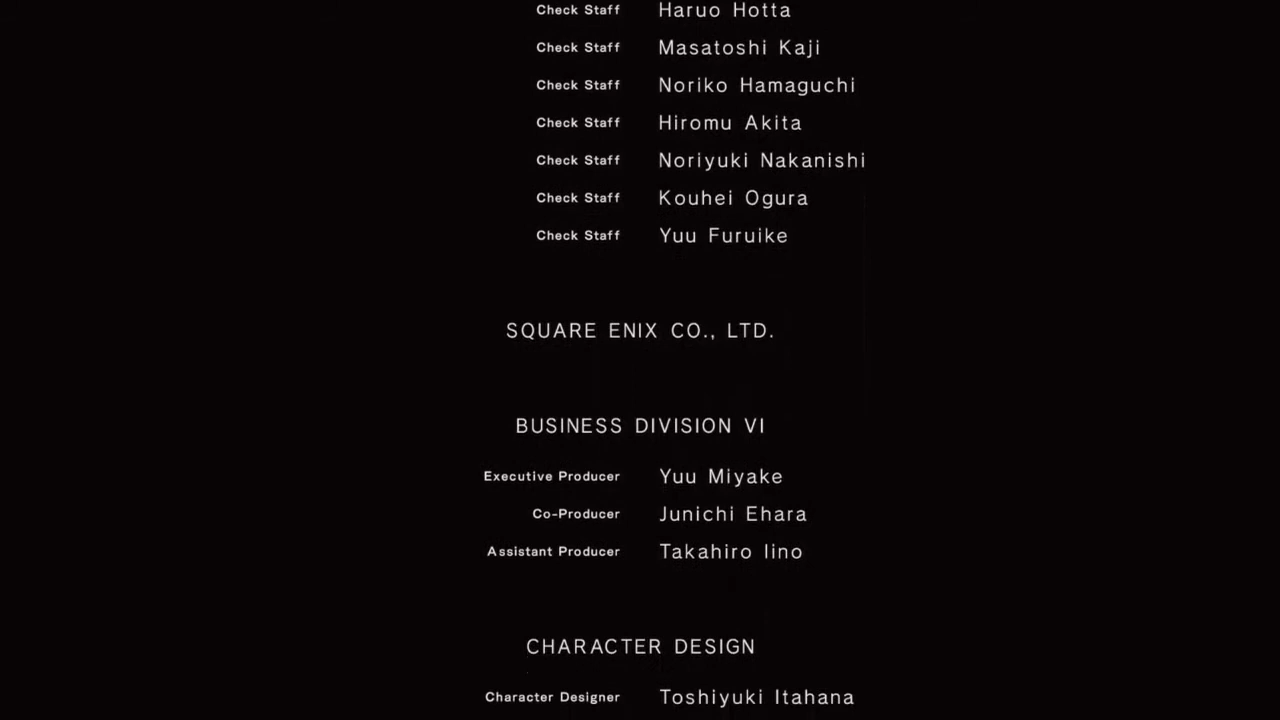 Check Staff Haruo Hotta
Check Staff Masatoshi Kaji
Check Staff Noriko Hamaguchi
Check Staff Hiromu Akita
Check Staff Noriyuki Nakanishi
Check Staff Kouhei Ogura
Check Staff Yuu Furuike
SQUARE ENIX CO., LTD.
BUSINESS DIVISION VI
Executive Producer Yuu Miyake
Co-Producer Junichi Ehara
Assistant Producer Takahiro Iino
CHARACTER DESIGN
Character Designer Toshiyuki Itahana